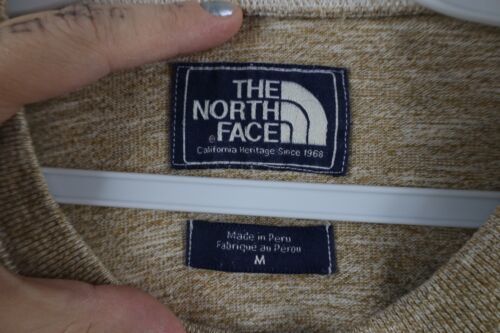 THE
NORTH
FACE
®
California Heritage Since 1968
Made in Peru
Fabriqué au Pérou
M